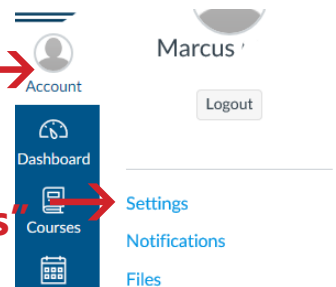 Marcus
Account
Logout
Dashboard
Courses
s"
Settings
Notifications
Files